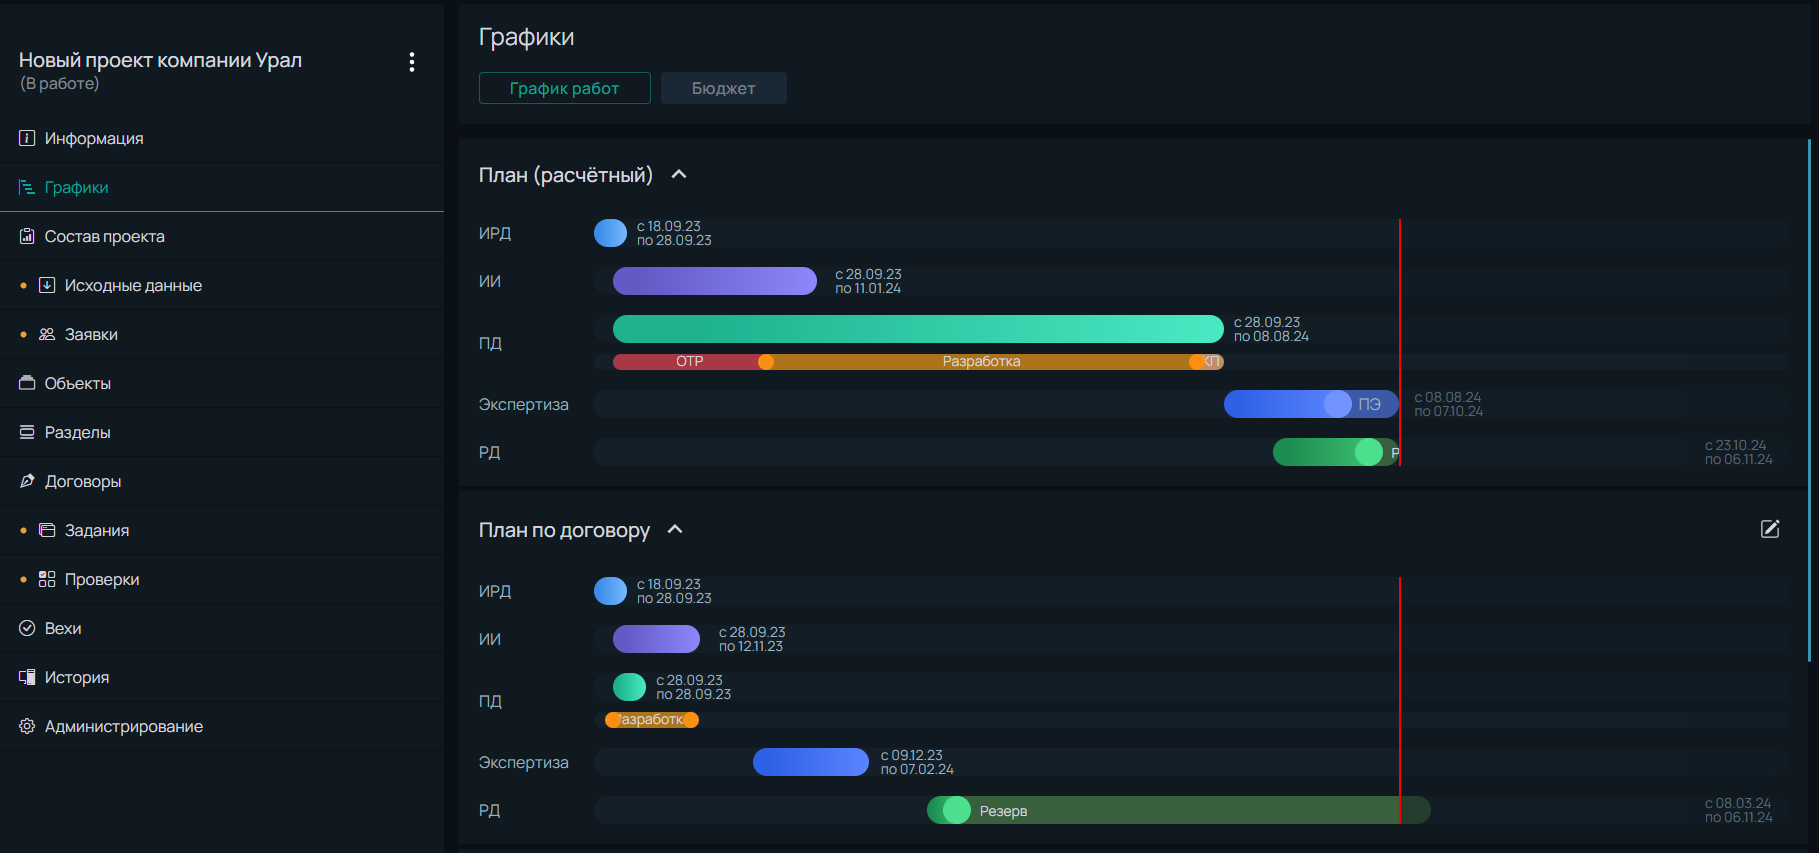 Новый проект компании Урал
(В работе)
Информация
Графики
Состав проекта
Исходные данные
Заявки
Объекты
Разделы
Договоры
Задания
Проверки
Вехи
История
Администрирование
Графики
График работ
Бюджет
План (расчётный)
ИРД
с 18.09.23
по 28.09.23
ИИ
с 28.09.23
по 11.01.24
ПД
с 28.09.23
по 08.08.24
ОТР
Разработка
КП
Экспертиза
ПЭ
с 08.08.24
по 07.10.24
РД
Р
с 23.10.24
по 06.11.24
План по договору
ИРД
с 18.09.23
по 28.09.23
ИИ
с 28.09.23
по 12.11.23
ПД
с 28.09.23
по 28.09.23
Разработка
Экспертиза
с 09.12.23
по 07.02.24
РД
Резерв
с 08.03.24
по 06.11.24